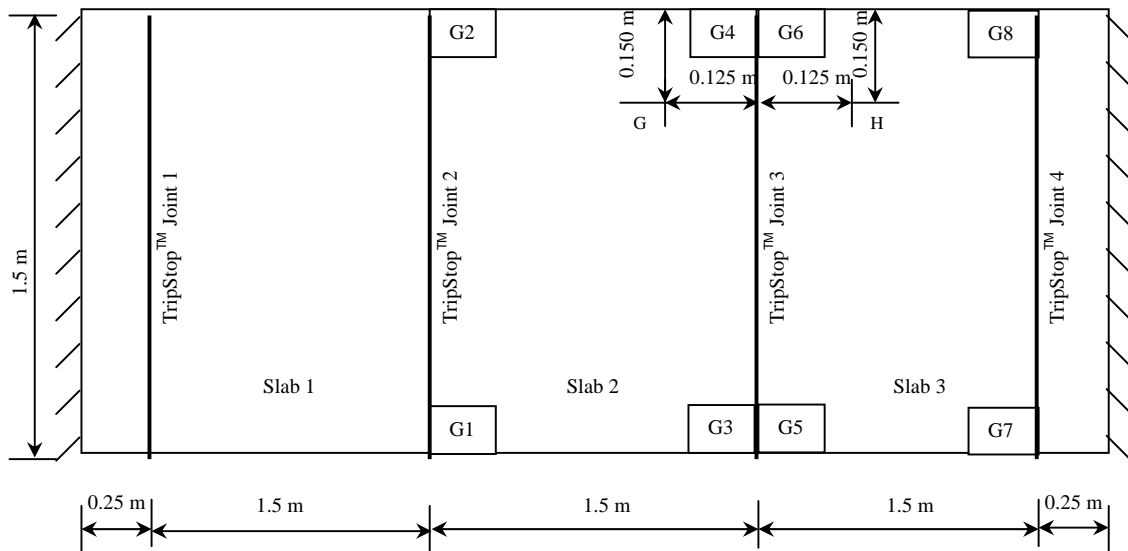 G2
G4
G6
G8
0.150 m
0.125 m
0.125 m
0.150 m
G
H
1.5 m
TripStop™ Joint 1
TripStop™ Joint 2
TripStop™ Joint 3
TripStop™ Joint 4
Slab 1
Slab 2
Slab 3
G1
G3
G5
G7
0.25 m
1.5 m
1.5 m
1.5 m
0.25 m